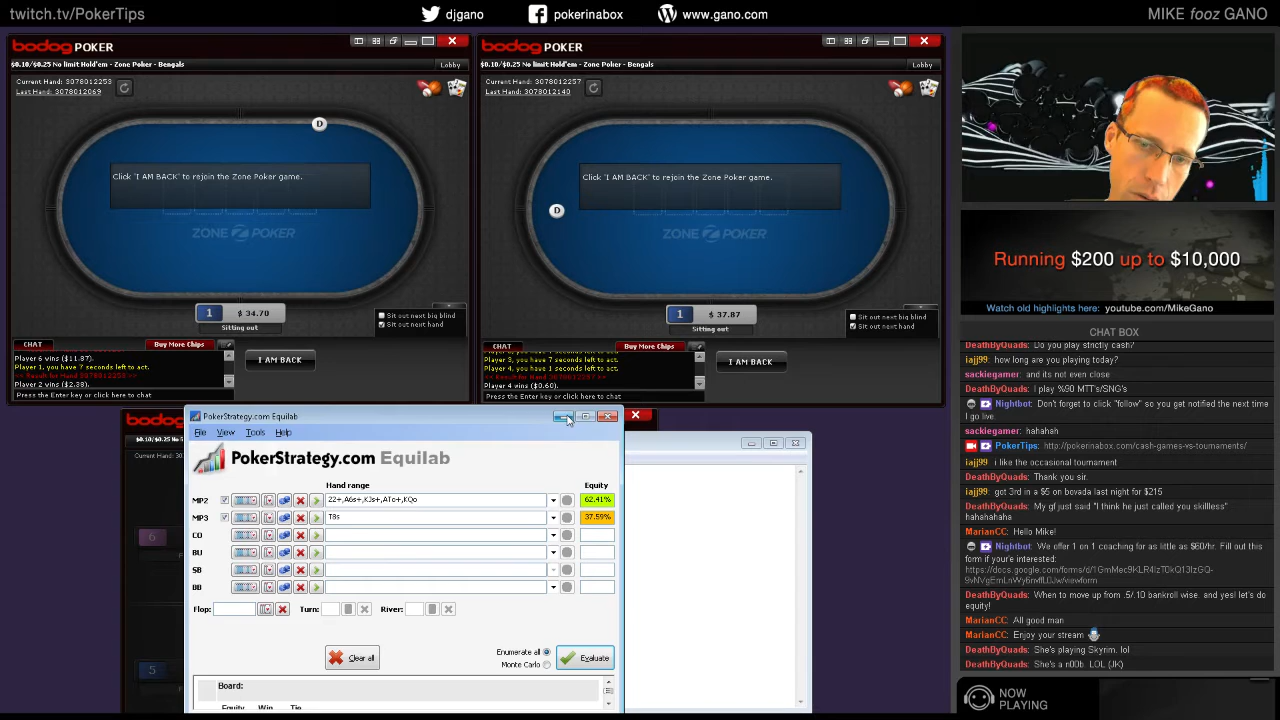 twitch.tv/PokerTips
djgano
pokerinabox
www.gano.com
MIKE fooz GANO
bodog POKER
$0.10/$0.25 No limit Hold'em - Zone Poker - Bengals
Lobby
Current Hand: 3078012253
Last Hand: 3078012069
D
Click 'I AM BACK' to rejoin the Zone Poker game.
ZONE POKER
1
$ 34.70
Sitting out
Sit out next big blind
Sit out next hand
CHAT
Buy More Chips
Player 6 wins ($11.87).
Player 1, you have 7 seconds left to act.
Player 2 wins ($2.38).
Press the Enter key or click here to chat
I AM BACK
bodog POKER
$0.10/$0.25 No limit Hold'em - Zone Poker - Bengals
Lobby
Current Hand: 3078012257
Last Hand: 3078012140
D
Click 'I AM BACK' to rejoin the Zone Poker game.
ZONE POKER
1
$ 37.87
Sitting out
Sit out next big blind
Sit out next hand
CHAT
Buy More Chips
Player 3, you have 7 seconds left to act.
Player 4, you have 1 seconds left to act.
Player 4 wins ($0.60).
Press the Enter key or click here to chat
I AM BACK
bodog
$0.10/$0.25 No
Current Hand:
6
5
PokerStrategy.com Equilab
File View Tools Help
PokerStrategy.com Equilab
Hand range
Equity
MP2 22+,A6s+,KJs+,ATo+,KQo 62.41%
MP3 T8s 37.59%
CO
BU
SB
BB
Flop: Turn: River:
Clear all
Enumerate all
Monte Carlo
Evaluate
Board:
Equity Win Tie
Running $200 up to $10,000
Watch old highlights here: youtube.com/MikeGano
CHAT BOX
DeathByQuads: Do you play strictly cash?
iajj99: how long are you playing today?
sackiegamer: and its not even close
DeathByQuads: I play %90 MTT's/SNG's
Nightbot: Don't forget to click "follow" so you get notified the next time
I go live.
sackiegamer: hahahah
PokerTips: http://pokerinabox.com/cash-games-vs-tournaments/
iajj99: i like the occasional tournament
DeathByQuads: Thank you sir.
iajj99: got 3rd in a $5 on bovada last night for $215
DeathByQuads: My gf just said "I think he just called you skillless"
hahahahaha
MarianCC: Hello Mike!
Nightbot: We offer 1 on 1 coaching for as little as $60/hr. Fill out this
form if your'e interested:
DeathByQuads: When to move up from .5/.10 bankroll wise. and yes! let's do
equity!
MarianCC: All good man
MarianCC: Enjoy your stream
DeathByQuads: She's playing Skyrim. lol
DeathByQuads: She's a n00b. LOL (JK)
NOW
PLAYING